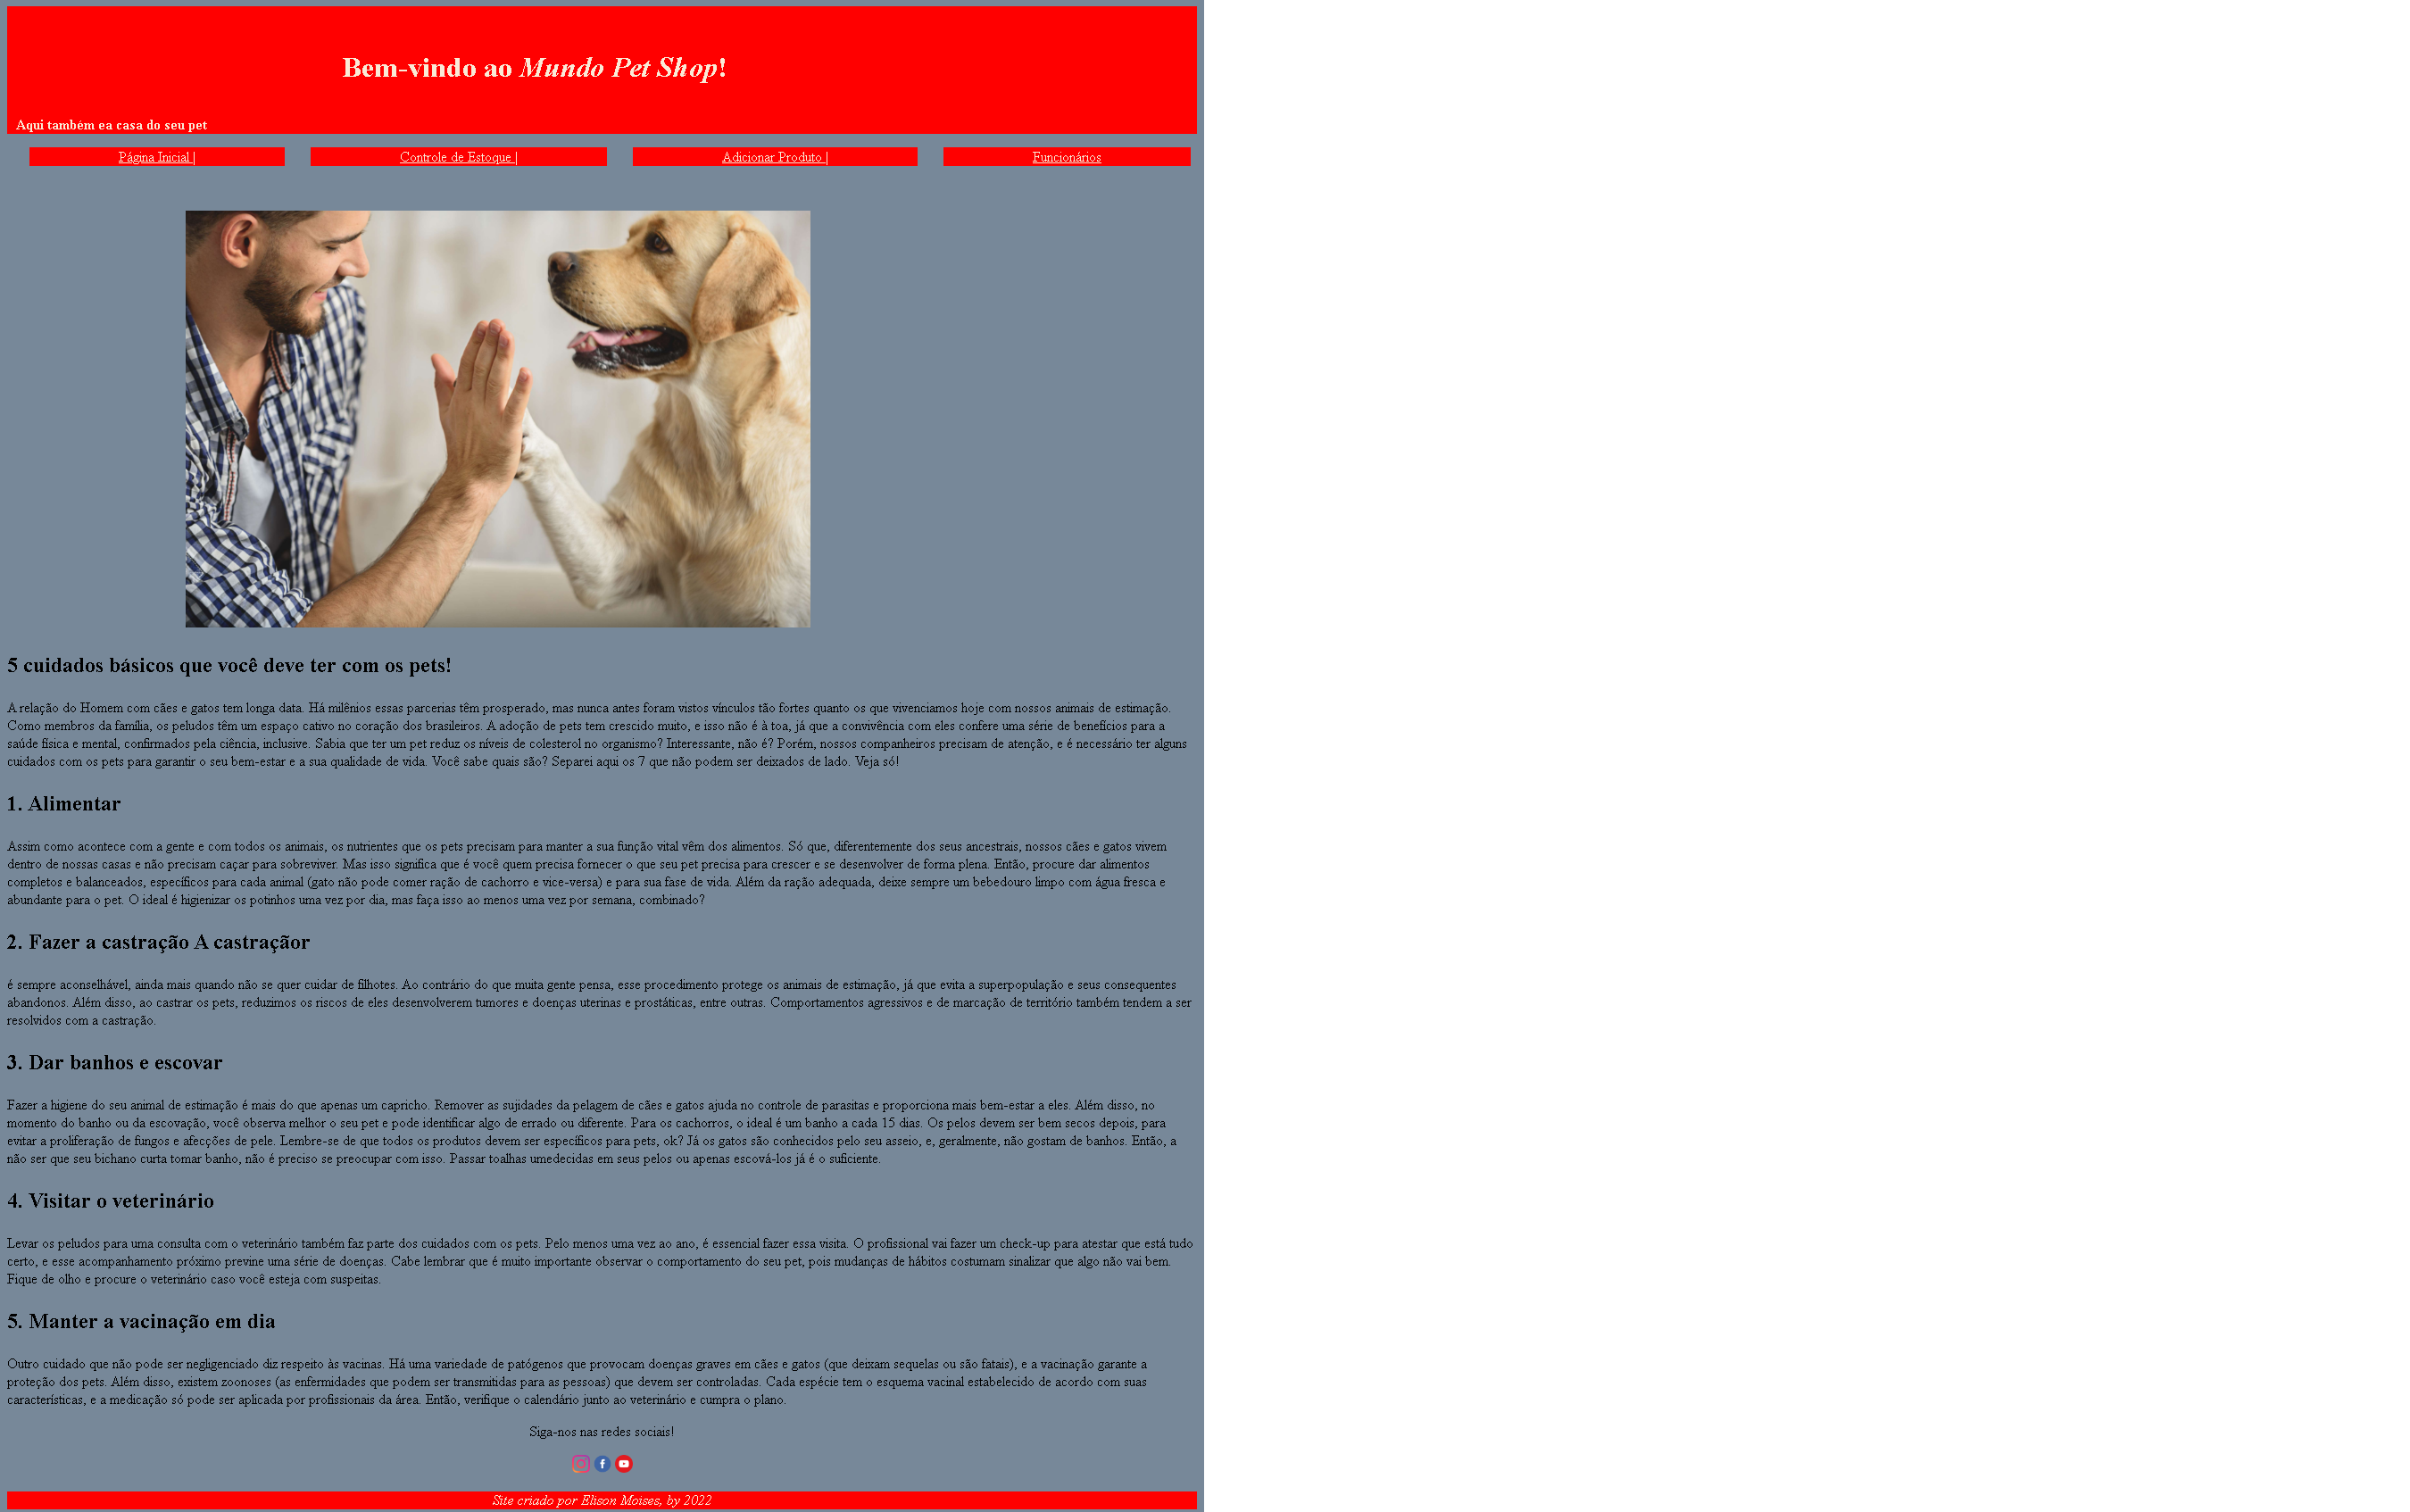 Bem-vindo ao Mundo Pet Shop!
Aqui também ea casa do seu pet
Página Inicial | Controle de Estoque | Adicionar Produto | Funcionários
5 cuidados básicos que você deve ter com os pets!
A relação do Homem com cães e gatos tem longa data. Há milênios essas parcerias têm prosperado, mas nunca antes foram vistos vínculos tão fortes quanto os que vivenciamos hoje com nossos animais de estimação.
Como membros da família, os peludos têm um espaço cativo no coração dos brasileiros. A adoção de pets tem crescido muito, e isso não é à toa, já que a convivência com eles confere uma série de benefícios para a
saúde física e mental, confirmados pela ciência, inclusive. Sabia que ter um pet reduz os níveis de colesterol no organismo? Interessante, não é? Porém, nossos companheiros precisam de atenção, e é necessário ter alguns
cuidados com os pets para garantir o seu bem-estar e a sua qualidade de vida. Você sabe quais são? Separei aqui os 7 que não podem ser deixados de lado. Veja só!
1. Alimentar
Assim como acontece com a gente e com todos os animais, os nutrientes que os pets precisam para manter a sua função vital vêm dos alimentos. Só que, diferentemente dos seus ancestrais, nossos cães e gatos vivem
dentro de nossas casas e não precisam caçar para sobreviver. Mas isso significa que é você quem precisa fornecer o que seu pet precisa para crescer e se desenvolver de forma plena. Então, procure dar alimentos
completos e balanceados, específicos para cada animal (gato não pode comer ração de cachorro e vice-versa) e para sua fase de vida. Além da ração adequada, deixe sempre um bebedouro limpo com água fresca e
abundante para o pet. O ideal é higienizar os potinhos uma vez por dia, mas faça isso ao menos uma vez por semana, combinado?
2. Fazer a castração A castraçãor
é sempre aconselhável, ainda mais quando não se quer cuidar de filhotes. Ao contrário do que muita gente pensa, esse procedimento protege os animais de estimação, já que evita a superpopulação e seus consequentes
abandonos. Além disso, ao castrar os pets, reduzimos os riscos de eles desenvolverem tumores e doenças uterinas e prostáticas, entre outras. Comportamentos agressivos e de marcação de território também tendem a ser
resolvidos com a castração.
3. Dar banhos e escovar
Fazer a higiene do seu animal de estimação é mais do que apenas um capricho. Remover as sujidades da pelagem de cães e gatos ajuda no controle de parasitas e proporciona mais bem-estar a eles. Além disso, no
momento do banho ou da escovação, você observa melhor o seu pet e pode identificar algo de errado ou diferente. Para os cachorros, o ideal é um banho a cada 15 dias. Os pelos devem ser bem secos depois, para
evitar a proliferação de fungos e afecções de pele. Lembre-se de que todos os produtos devem ser específicos para pets, ok? Já os gatos são conhecidos pelo seu asseio, e, geralmente, não gostam de banhos. Então, a
não ser que seu bichano curta tomar banho, não é preciso se preocupar com isso. Passar toalhas umedecidas em seus pelos ou apenas escová-los já é o suficiente.
4. Visitar o veterinário
Levar os peludos para uma consulta com o veterinário também faz parte dos cuidados com os pets. Pelo menos uma vez ao ano, é essencial fazer essa visita. O profissional vai fazer um check-up para atestar que está tudo
certo, e esse acompanhamento próximo previne uma série de doenças. Cabe lembrar que é muito importante observar o comportamento do seu pet, pois mudanças de hábitos costumam sinalizar que algo não vai bem.
Fique de olho e procure o veterinário caso você esteja com suspeitas.
5. Manter a vacinação em dia
Outro cuidado que não pode ser negligenciado diz respeito às vacinas. Há uma variedade de patógenos que provocam doenças graves em cães e gatos (que deixam sequelas ou são fatais), e a vacinação garante a
proteção dos pets. Além disso, existem zoonoses (as enfermidades que podem ser transmitidas para as pessoas) que devem ser controladas. Cada espécie tem o esquema vacinal estabelecido de acordo com suas
características, e a medicação só pode ser aplicada por profissionais da área. Então, verifique o calendário junto ao veterinário e cumpra o plano.
Siga-nos nas redes sociais!
Site criado por Elison Moises, by 2022